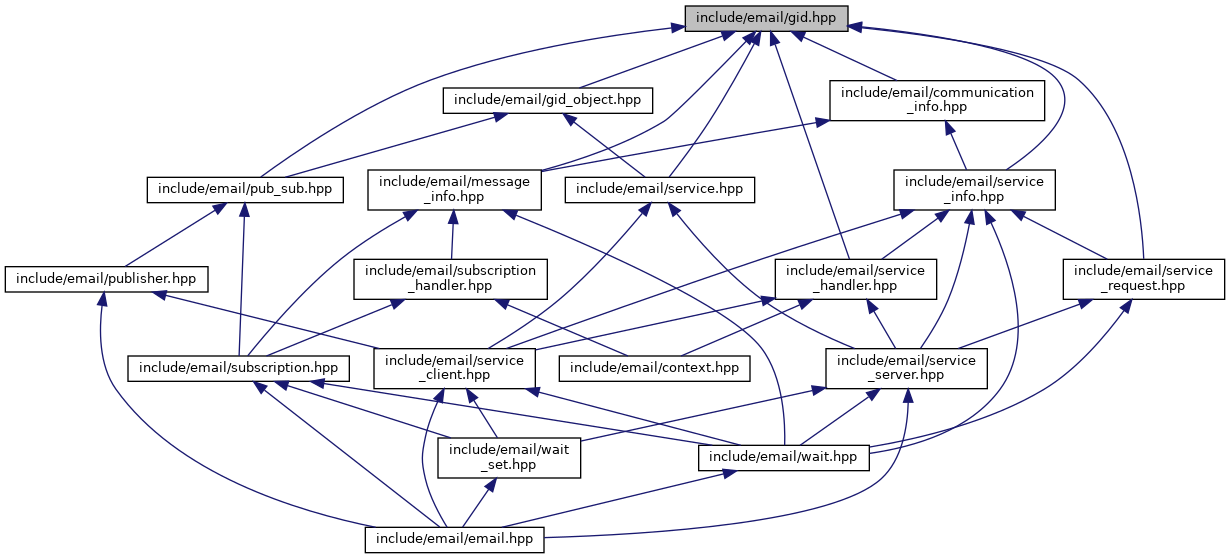 include/email/gid.hpp
include/email/communication
_info.hpp
include/email/gid_object.hpp
include/email/message
_info.hpp
include/email/service
_info.hpp
include/email/pub_sub.hpp
include/email/service.hpp
include/email/subscription
_handler.hpp
include/email/service
_handler.hpp
include/email/service
_request.hpp
include/email/publisher.hpp
include/email/subscription.hpp
include/email/service
_client.hpp
include/email/context.hpp
include/email/service
_server.hpp
include/email/wait
_set.hpp
include/email/wait.hpp
include/email/email.hpp